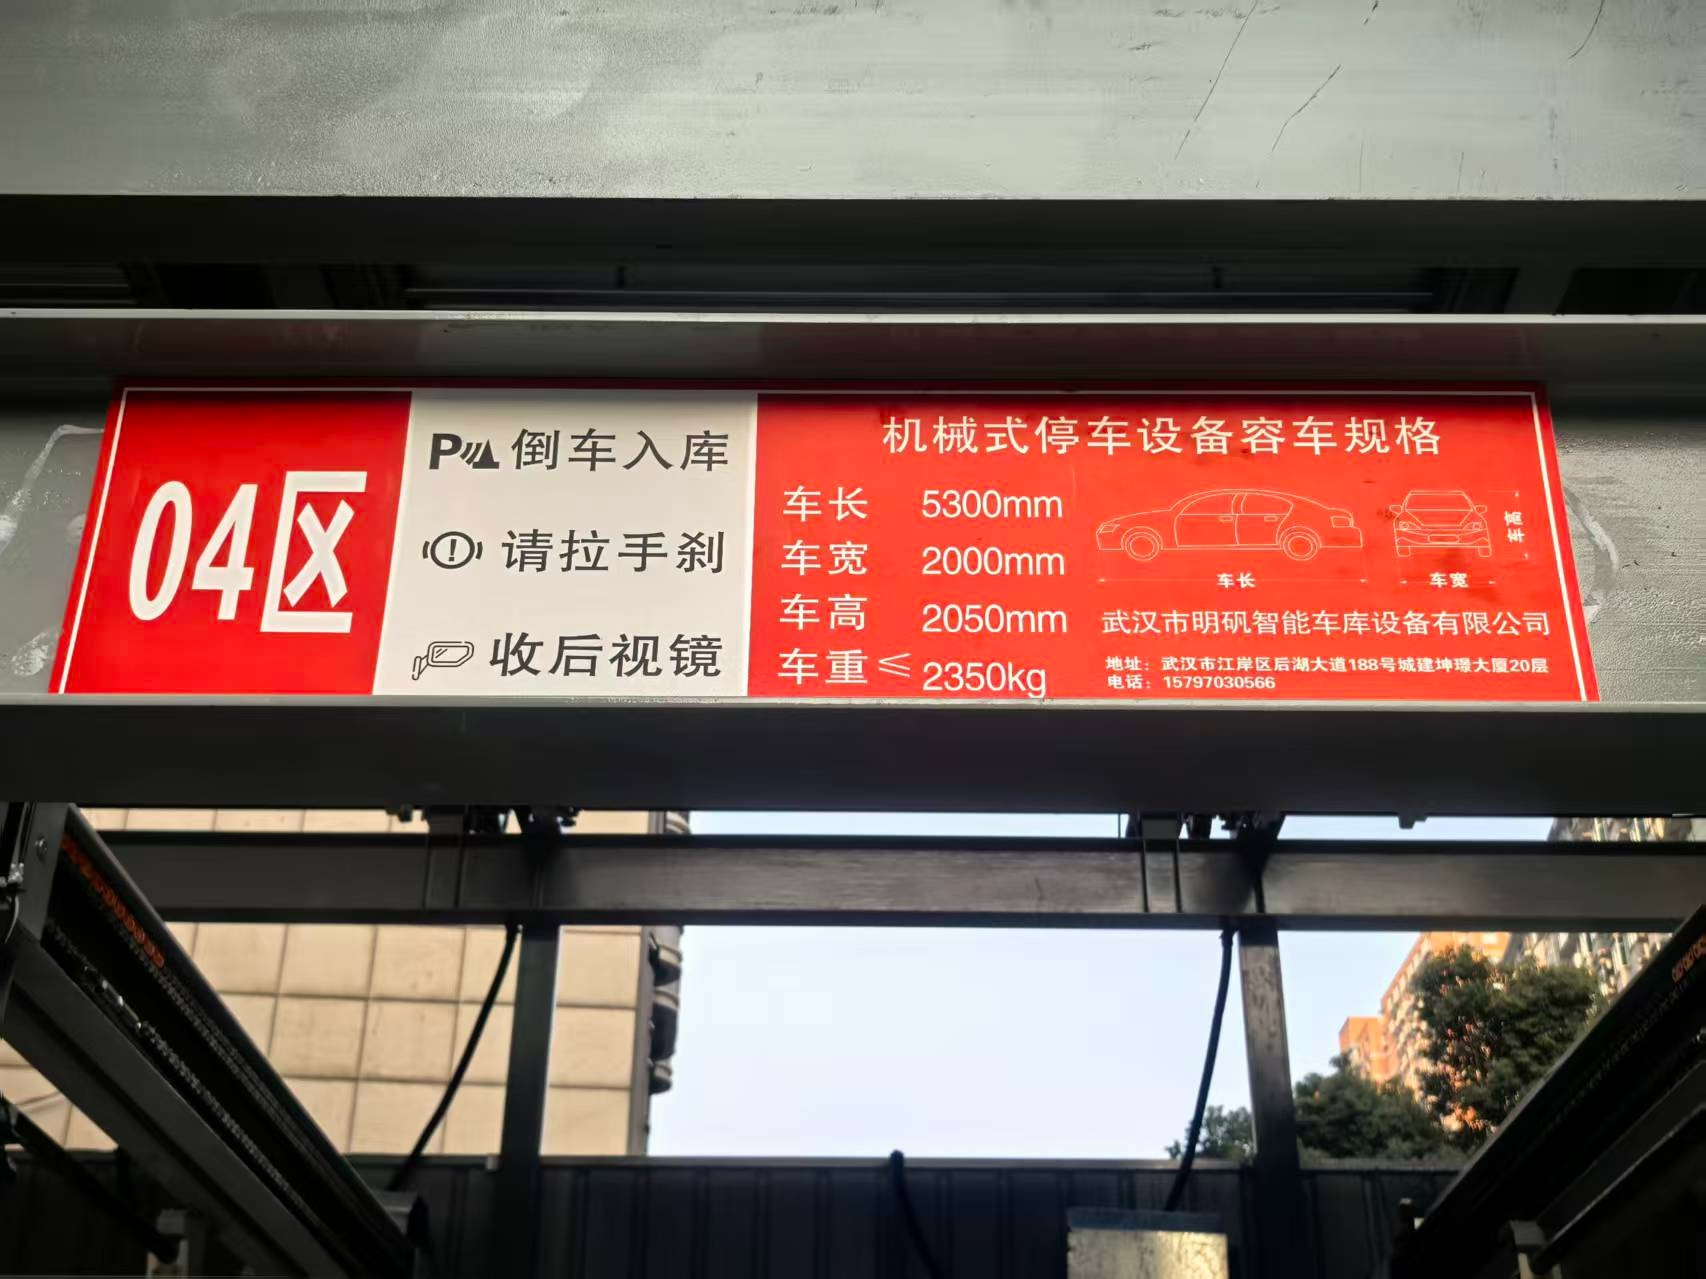 04区
P 倒车入库
请拉手刹
收后视镜
机械式停车设备容车规格
车长 5300mm
车宽 2000mm
车高 2050mm
车重≤ 2350kg
车长
车宽
车高
武汉市明矾智能车库设备有限公司
地址：武汉市江岸区后湖大道188号城建坤璟大厦20层
电话：15797030566